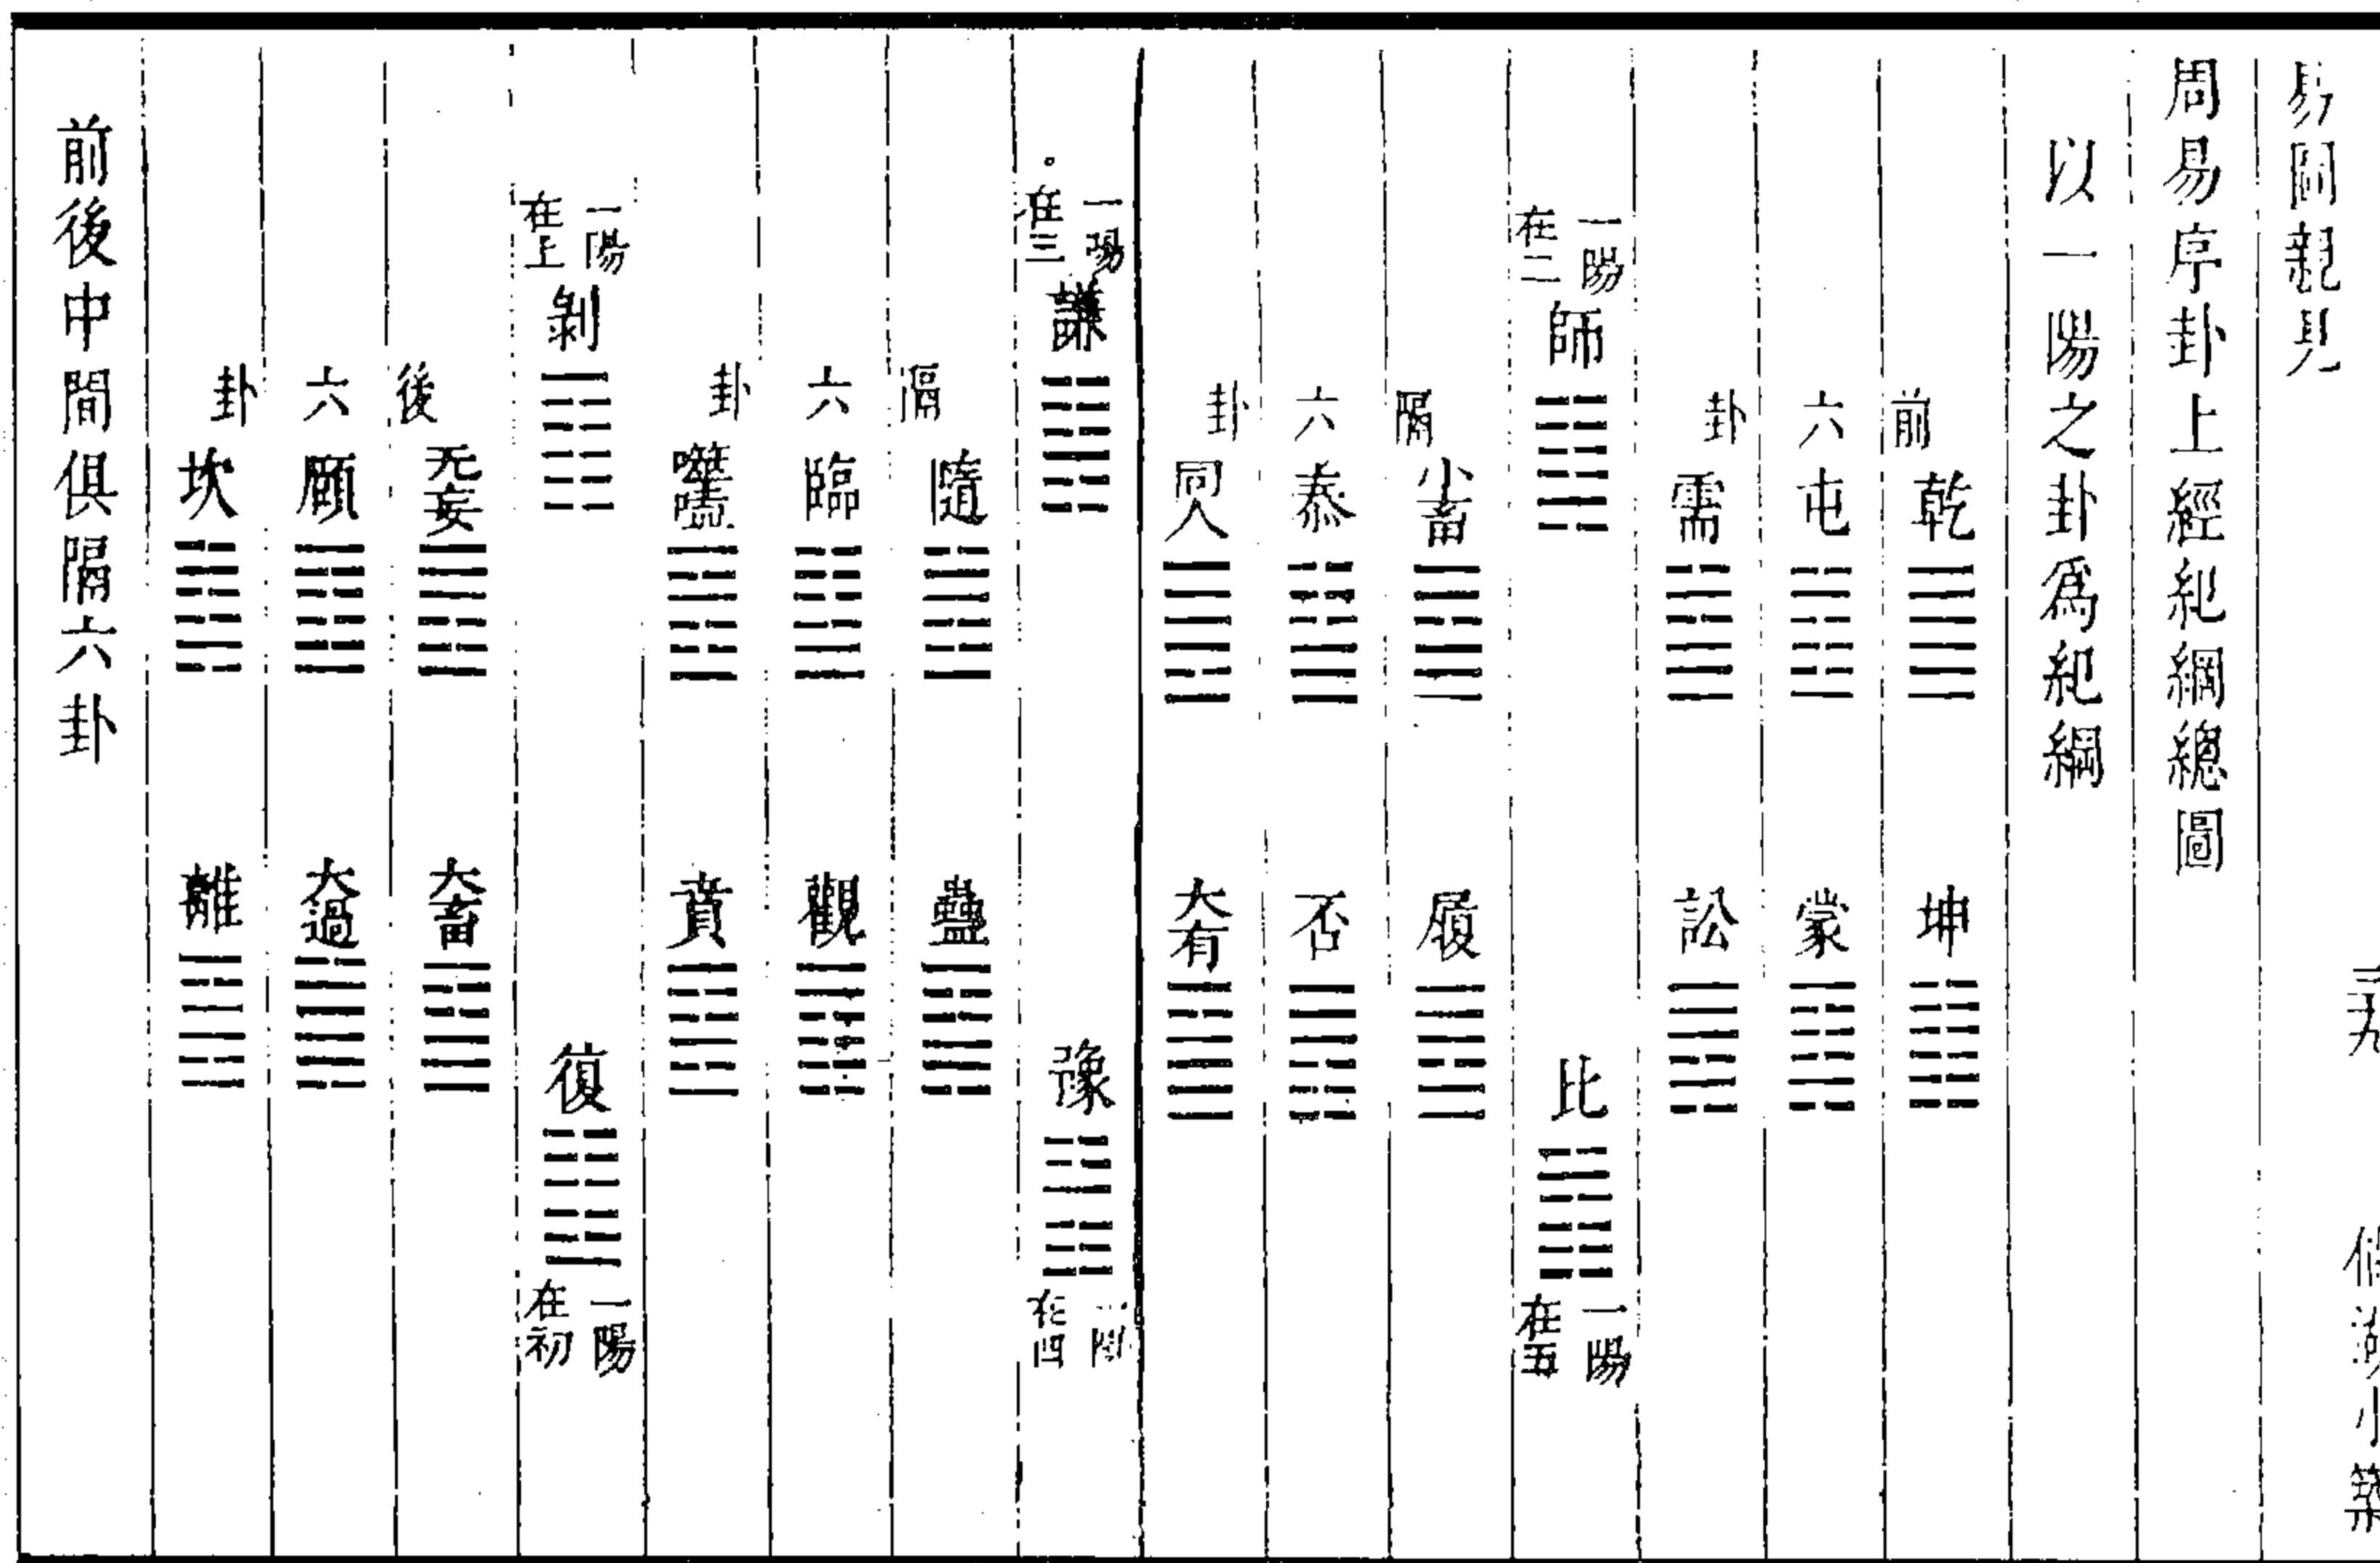 易圖親見
周易序卦上經紀綱總圖
以一陽之卦爲紀綱
前六卦
乾 坤
屯 蒙
需 訟
一陽在二 師 比 一陽在五
隔六卦
小畜 履
泰 否
同人 大有
一陽在三 謙 豫 一陽在四
隔六卦
隨 蠱
臨 觀
噬嗑 賁
一陽在上 剝 復 一陽在初
後六卦
无妄 大畜
頤 大過
坎 離
前後中間俱隔六卦
小築